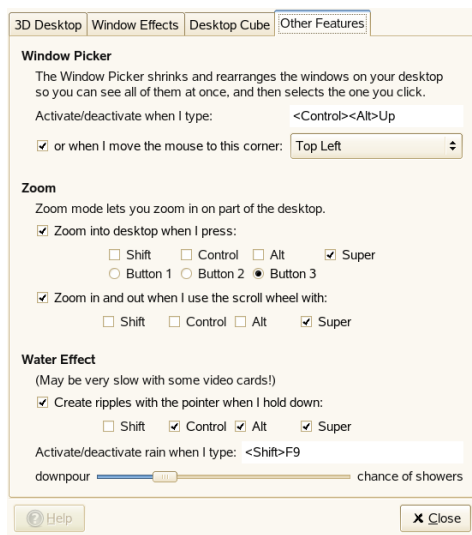 3D Desktop Window Effects Desktop Cube Other Features
Window Picker
The Window Picker shrinks and rearranges the windows on your desktop
so you can see all of them at once, and then selects the one you click.
Activate/deactivate when I type: <Control><Alt>Up
or when I move the mouse to this corner: Top Left
Zoom
Zoom mode lets you zoom in on part of the desktop.
Zoom into desktop when I press:
Shift Control Alt Super
Button 1 Button 2 Button 3
Zoom in and out when I use the scroll wheel with:
Shift Control Alt Super
Water Effect
(May be very slow with some video cards!)
Create ripples with the pointer when I hold down:
Shift Control Alt Super
Activate/deactivate rain when I type: <Shift>F9
downpour chance of showers
Help Close